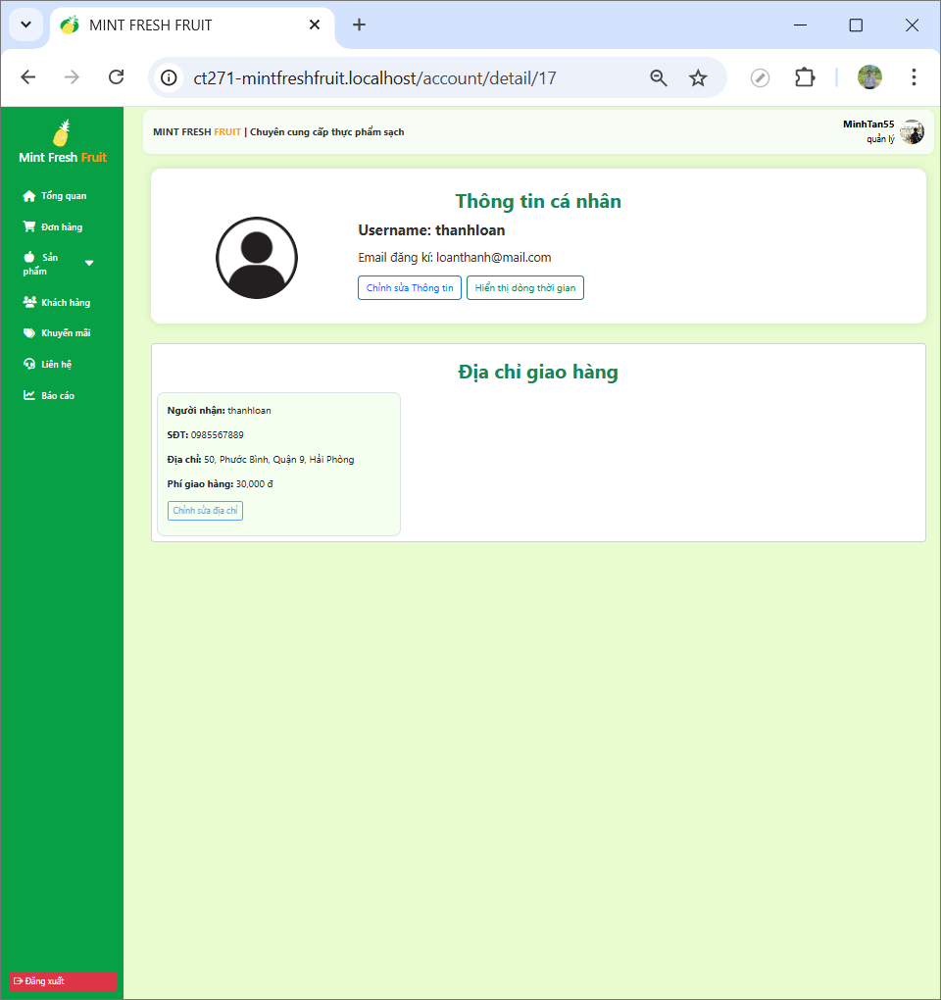 MINT FRESH FRUIT
ct271-mintfreshfruit.localhost/account/detail/17
Mint Fresh Fruit
Tổng quan
Đơn hàng
Sản phẩm
Khách hàng
Khuyến mãi
Liên hệ
Báo cáo
Đăng xuất
MINT FRESH FRUIT | Chuyên cung cấp thực phẩm sạch
MinhTan55
quản lý
Thông tin cá nhân
Username: thanhloan
Email đăng kí: loanthanh@mail.com
Chỉnh sửa Thông tin
Hiển thị dòng thời gian
Địa chỉ giao hàng
Người nhận: thanhloan
SĐT: 0985567889
Địa chỉ: 50, Phước Bình, Quận 9, Hải Phòng
Phí giao hàng: 30,000 đ
Chỉnh sửa địa chỉ